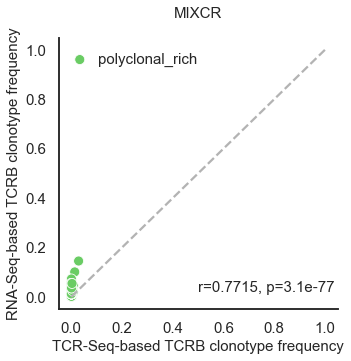 MIXCR
RNA-Seq-based TCRB clonotype frequency
1.0
0.8
0.6
0.4
0.2
0.0
polyclonal_rich
r=0.7715, p=3.1e-77
0.0 0.2 0.4 0.6 0.8 1.0
TCR-Seq-based TCRB clonotype frequency